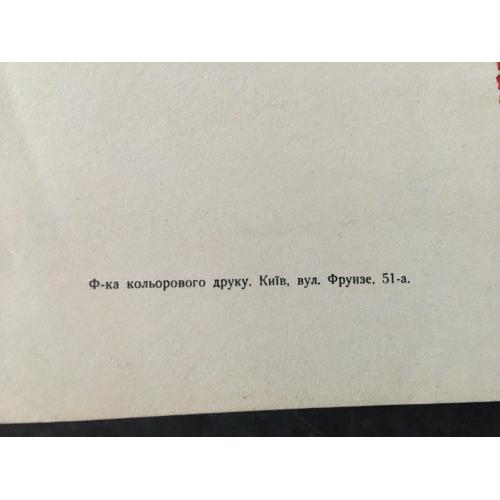 Ф-ка кольорового друку. Київ, вул. Фрунзе, 51-а.